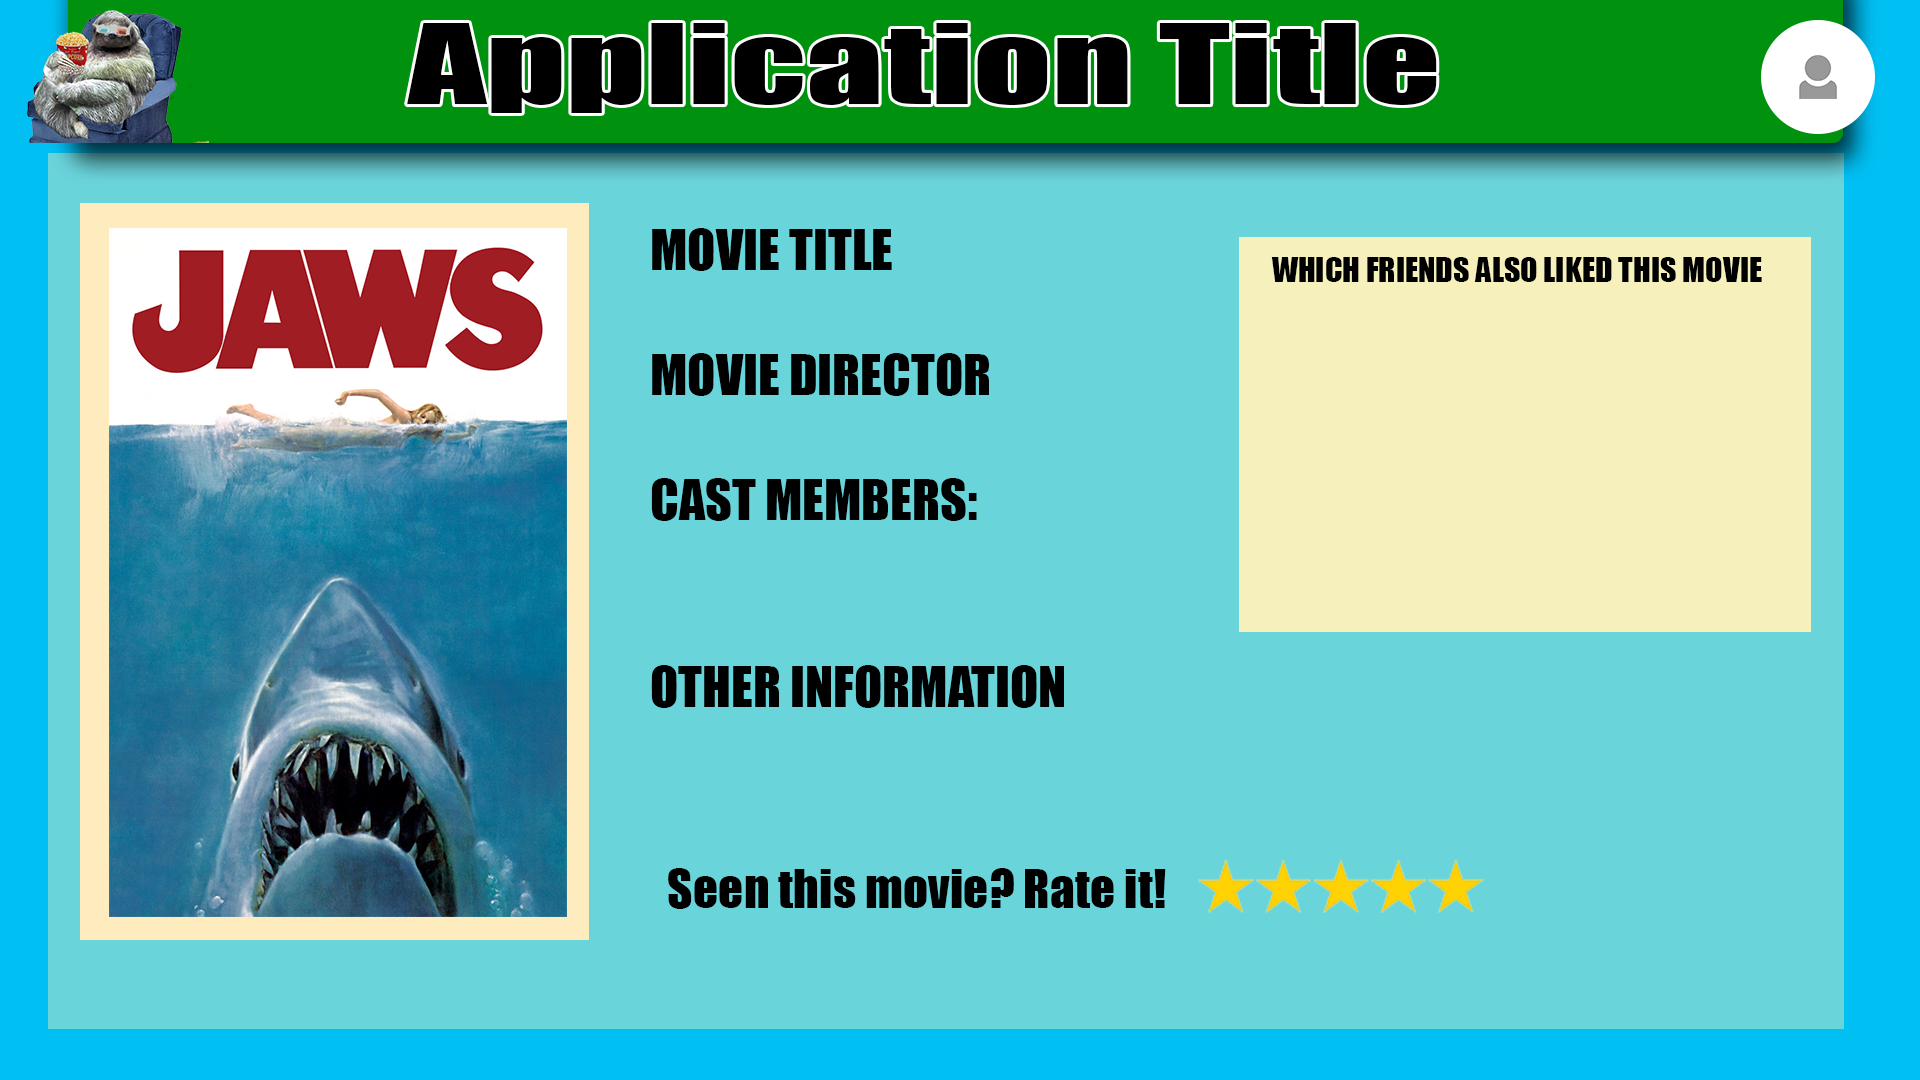 Application Title
JAWS
MOVIE TITLE
MOVIE DIRECTOR
CAST MEMBERS:
OTHER INFORMATION
WHICH FRIENDS ALSO LIKED THIS MOVIE
Seen this movie? Rate it!